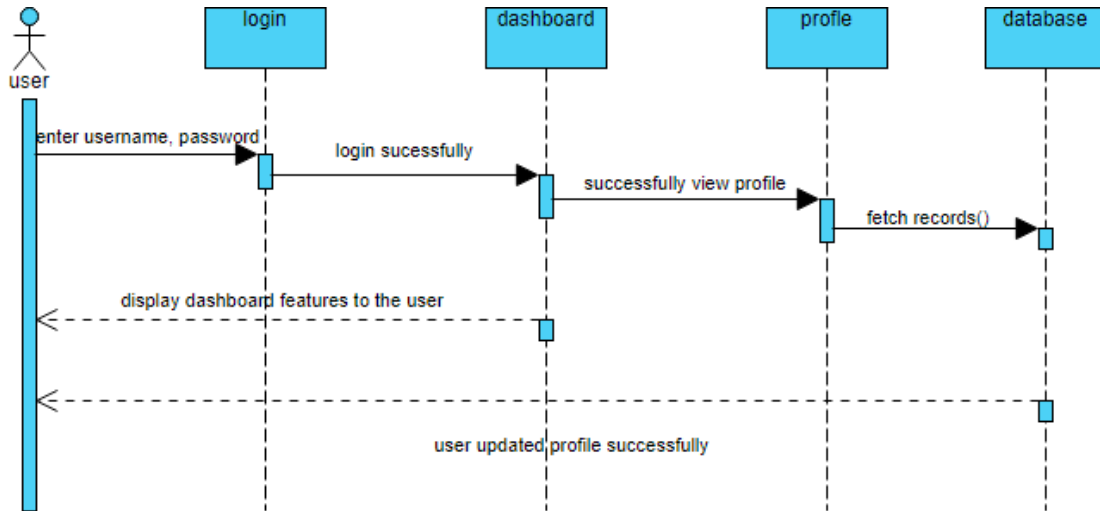 login
dashboard
profle
database
user
enter username, password
login sucessfully
successfully view profile
fetch records()
display dashboard features to the user
user updated profile successfully